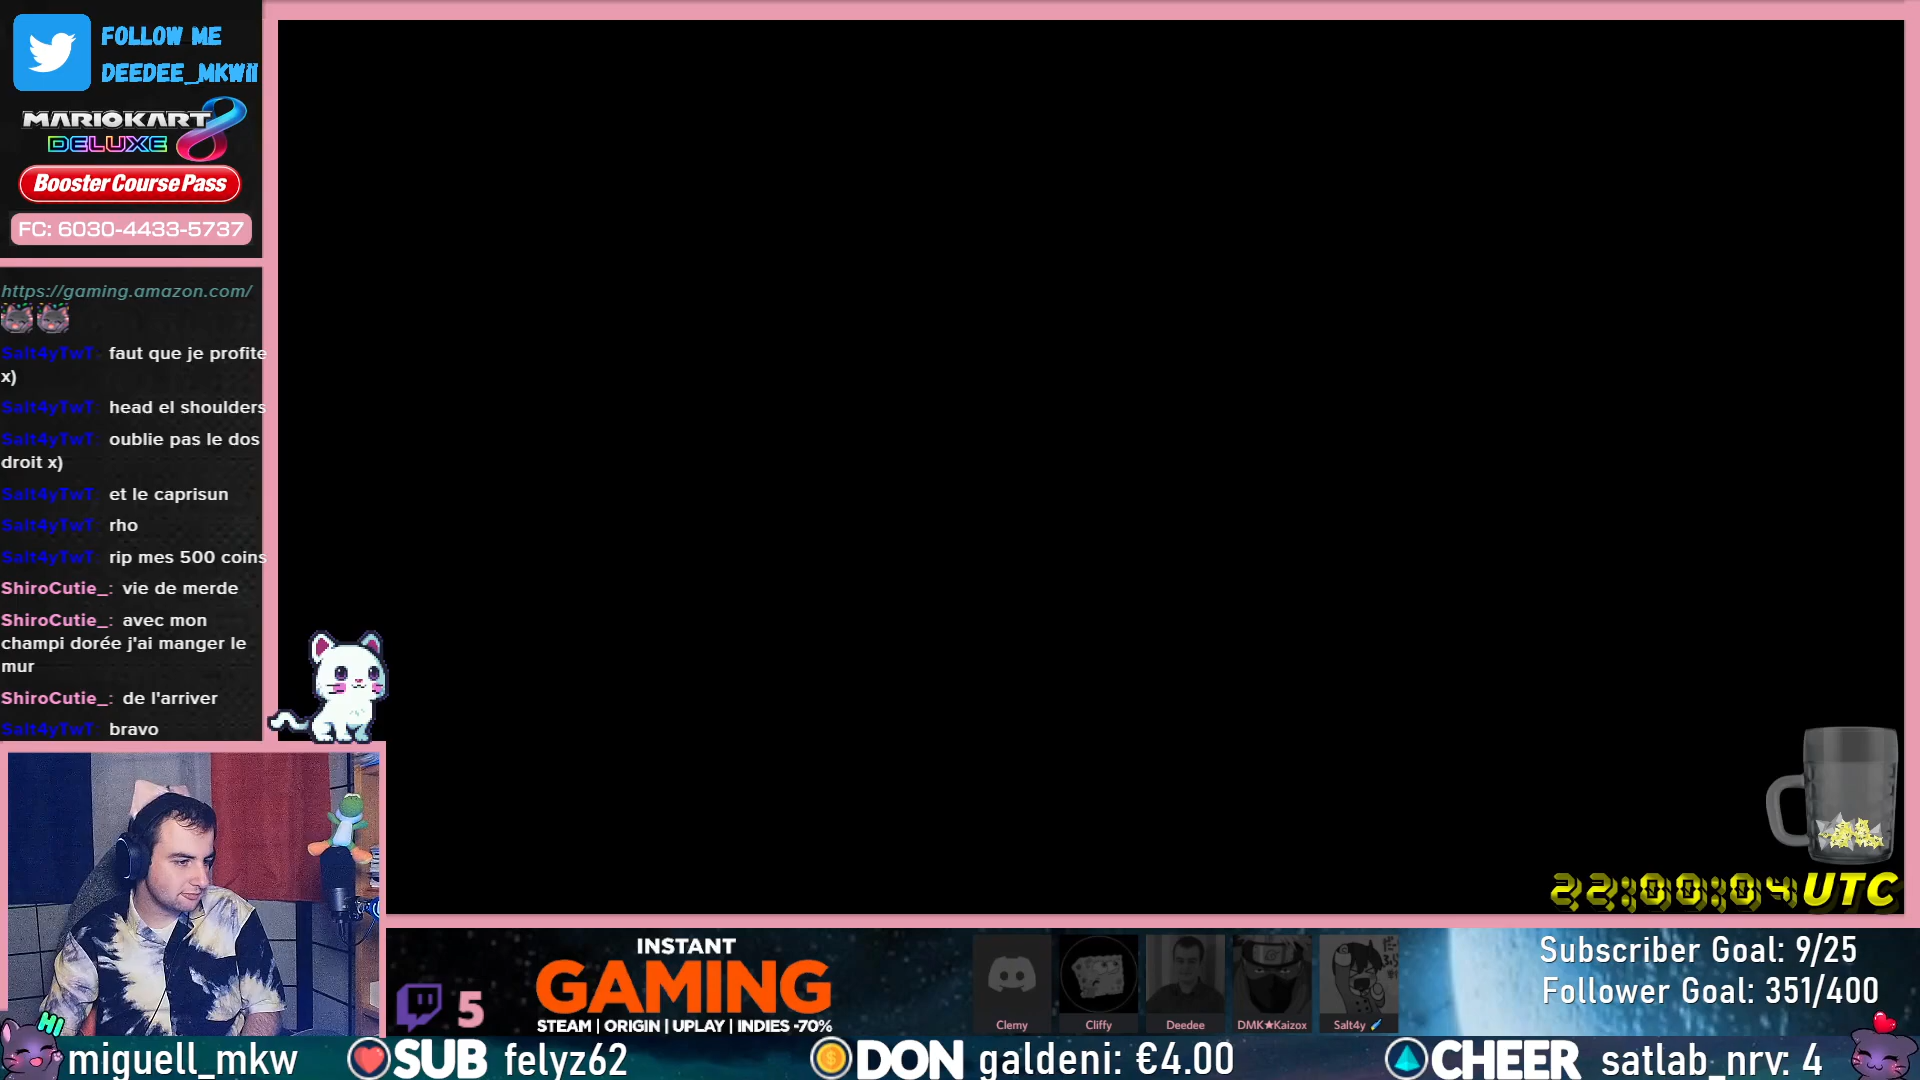 FOLLOW ME
DEEDEE_MKWII
MARIOKART 8
DELUXE
Booster Course Pass
FC: 6030-4433-5737
https://gaming.amazon.com/
Salt4yTwT: faut que je profite
x)
Salt4yTwT: head el shoulders
Salt4yTwT: oublie pas le dos
droit x)
Salt4yTwT: et le caprisun
Salt4yTwT: rho
Salt4yTwT: rip mes 500 coins
ShiroCutie_: vie de merde
ShiroCutie_: avec mon
champi dorée j'ai manger le
mur
ShiroCutie_: de l'arriver
Salt4yTwT: bravo
22:00:04 UTC
5
INSTANT
GAMING
STEAM | ORIGIN | UPLAY | INDIES -70%
Clemy
Cliffy
Deedee
DMK★Kaizox
Salt4y
Subscriber Goal: 9/25
Follower Goal: 351/400
HI
miguell_mkw
SUB felyz62
DON galdeni: €4.00
CHEER satlab_nrv: 4